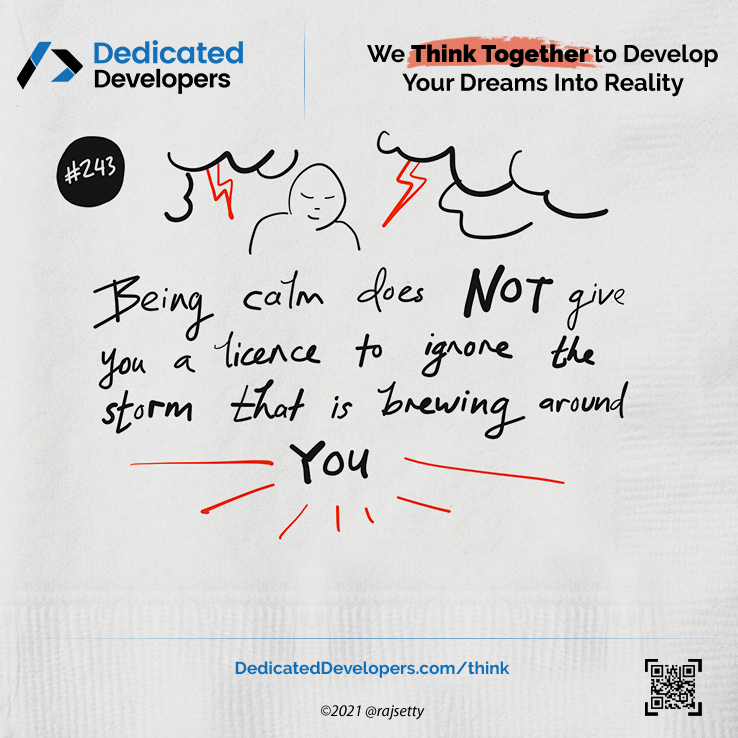 Dedicated
Developers
We Think Together to Develop
Your Dreams Into Reality
#243
Being calm does NOT give
you a licence to ignore the
storm that is brewing around
YOU
DedicatedDevelopers.com/think
©2021 @rajsetty